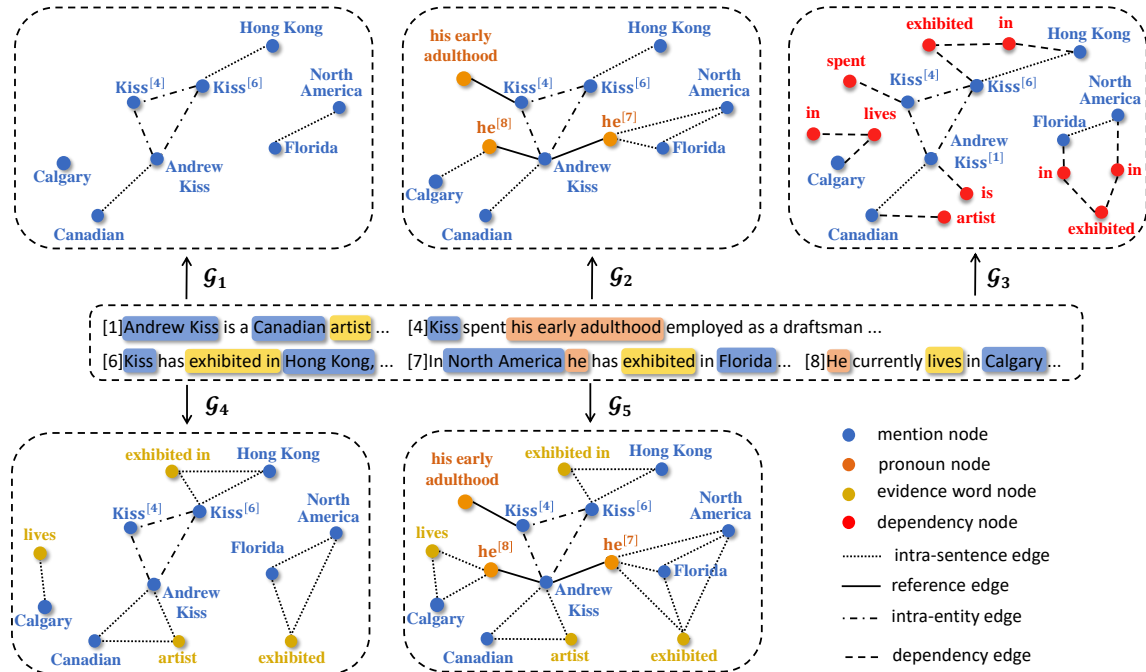 Hong Kong
Kiss[4]
Kiss[6]
North
America
Florida
Andrew
Kiss
Calgary
Canadian
his early
adulthood
Hong Kong
Kiss[4]
Kiss[6]
North
America
he[8]
he[7]
Florida
Andrew
Kiss
Calgary
Canadian
exhibited
in
Hong Kong
spent
Kiss[4]
Kiss[6]
North
America
in
lives
Florida
Andrew
Kiss[1]
Calgary
in
in
is
artist
Canadian
exhibited
G1
G2
G3
[1]Andrew Kiss is a Canadian artist ... [4]Kiss spent his early adulthood employed as a draftsman ...
[6]Kiss has exhibited in Hong Kong, ... [7]In North America he has exhibited in Florida ... [8]He currently lives in Calgary ...
G4
G5
exhibited in
Hong Kong
Kiss[4]
Kiss[6]
North
America
lives
Florida
Andrew
Kiss
Calgary
Canadian
artist
exhibited
his early
adulthood
exhibited in
Hong Kong
Kiss[4]
Kiss[6]
North
America
lives
he[8]
he[7]
Florida
Andrew
Kiss
Calgary
Canadian
artist
exhibited
mention node
pronoun node
evidence word node
dependency node
intra-sentence edge
reference edge
intra-entity edge
dependency edge